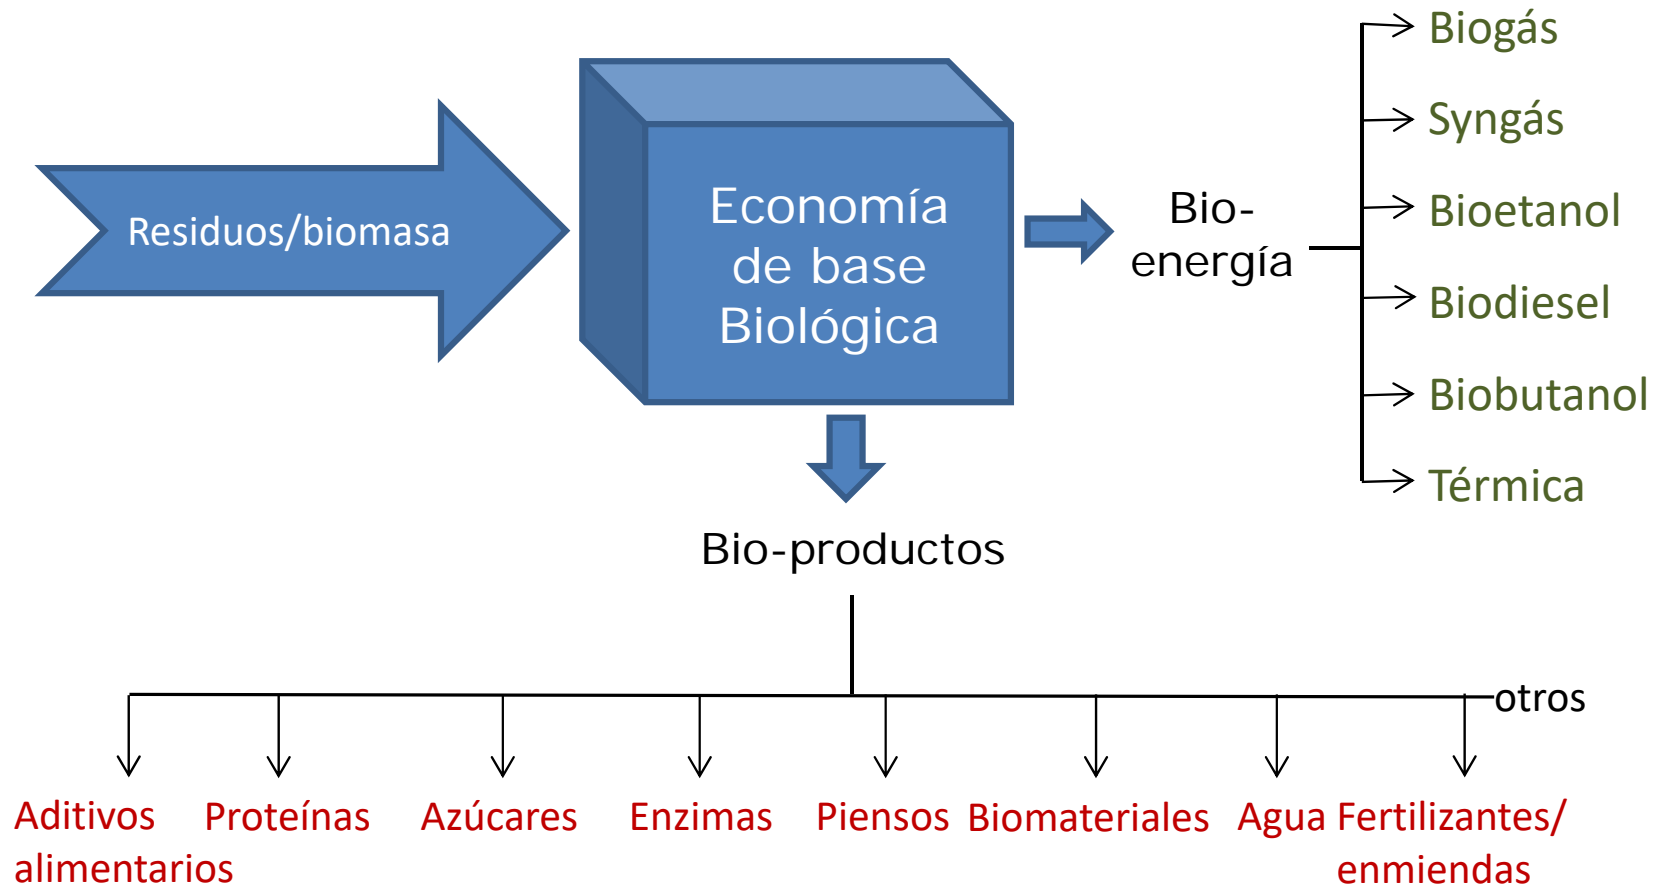 Residuos/biomasa
Economía
de base
Biológica
Bio-
energía
Biogás
Syngás
Bioetanol
Biodiesel
Biobutanol
Térmica
Bio-productos
otros
Aditivos
alimentarios
Proteínas
Azúcares
Enzimas
Piensos
Biomateriales
Agua
Fertilizantes/
enmiendas